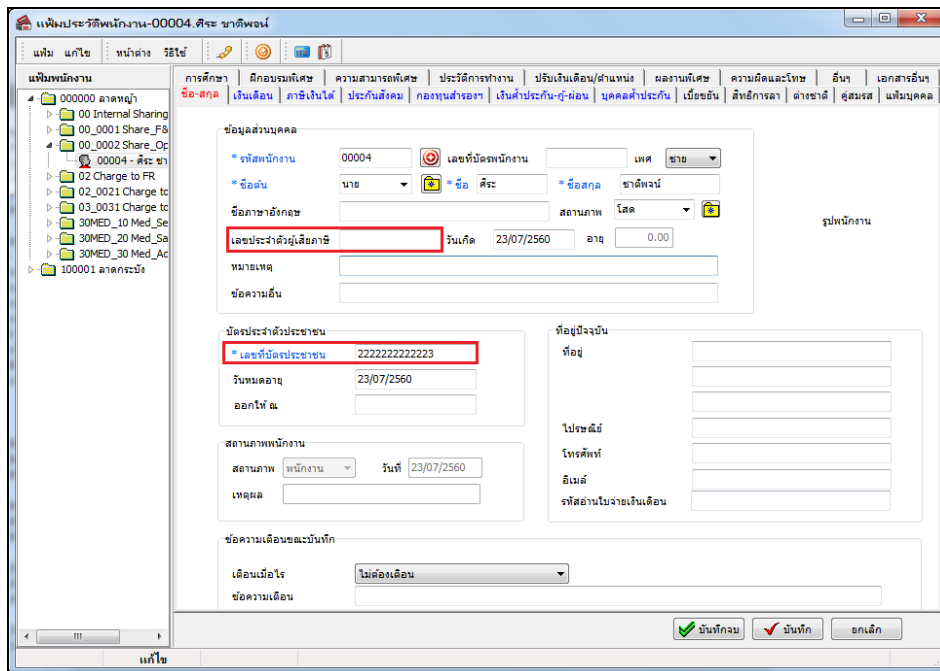 แฟ้มประวัติพนักงาน-00004.ศิระ ชาติพจน์
แฟ้ม แก้ไข หน้าต่าง วิธีใช้
แฟ้มพนักงาน
000000 ลาดหญ้า
00 Internal Sharing
00_0001 Share_F&
00_0002 Share_Op
00004 - ศิระ ชา
02 Charge to FR
02_0021 Charge to
03_0031 Charge to
30MED_10 Med_Se
30MED_20 Med_Sa
30MED_30 Med_Ac
100001 ลาดกระบัง
การศึกษา ฝึกอบรมพิเศษ ความสามารถพิเศษ ประวัติการทำงาน ปรับเงินเดือน/ตำแหน่ง ผลงานพิเศษ ความผิดและโทษ อื่นๆ เอกสารอื่นๆ
ชื่อ-สกุล เงินเดือน ภาษีเงินได้ ประกันสังคม กองทุนสำรองฯ เงินค้ำประกัน-กู้-ผ่อน บุคคลค้ำประกัน เบี้ยขยัน สิทธิการลา ต่างชาติ คู่สมรส แฟ้มบุคคล
ข้อมูลส่วนบุคคล
* รหัสพนักงาน 00004 เลขที่บัตรพนักงาน เพศ ชาย
* ชื่อต้น นาย * ชื่อ ศิระ * ชื่อสกุล ชาติพจน์
ชื่อภาษาอังกฤษ สถานภาพ โสด
รูปพนักงาน
เลขประจำตัวผู้เสียภาษี วันเกิด 23/07/2560 อายุ 0.00
หมายเหตุ
ข้อความอื่น
บัตรประจำตัวประชาชน
* เลขที่บัตรประชาชน 2222222222223
วันหมดอายุ 23/07/2560
ออกให้ ณ
ที่อยู่ปัจจุบัน
ที่อยู่
ไปรษณีย์
โทรศัพท์
อีเมล์
รหัสอ่านใบจ่ายเงินเดือน
สถานภาพพนักงาน
สถานภาพ พนักงาน วันที่ 23/07/2560
เหตุผล
ข้อความเตือนขณะบันทึก
เตือนเมื่อไร ไม่ต้องเตือน
ข้อความเตือน
บันทึกจบ บันทึก ยกเลิก
แก้ไข